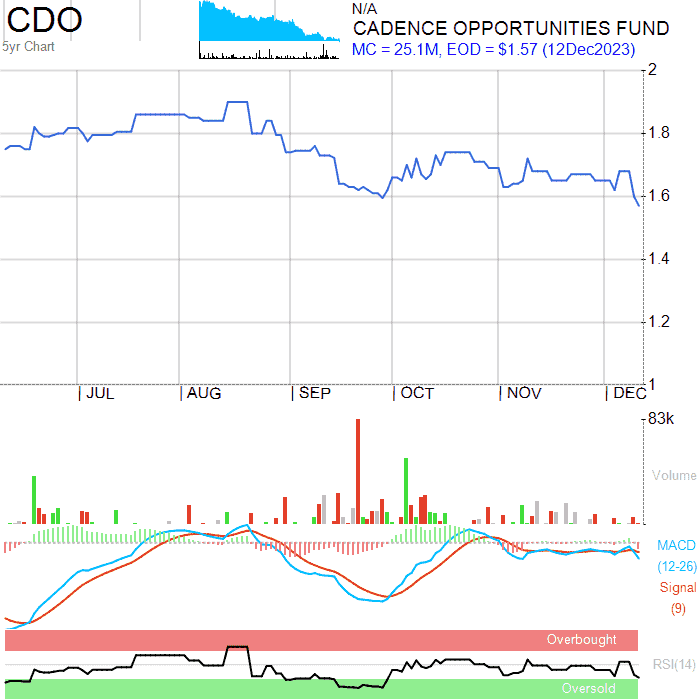 CDO
5yr Chart
N/A
CADENCE OPPORTUNITIES FUND
MC = 25.1M, EOD = $1.57 (12Dec2023)
2
1.8
1.6
1.4
1.2
1
JUL AUG SEP OCT NOV DEC
83k
Volume
MACD
(12-26)
Signal
(9)
Overbought
RSI(14)
Oversold